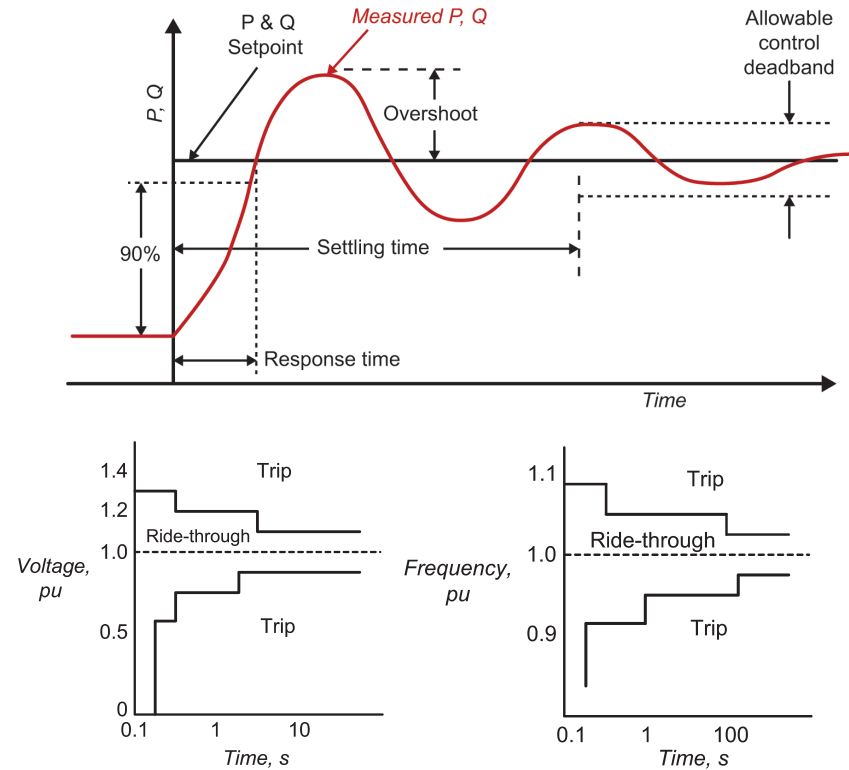 P & Q
Setpoint
Measured P, Q
Allowable
control
deadband
P, Q
Overshoot
90%
Settling time
Response time
Time
1.4
1.2
1.0
0.5
0
Trip
Ride-through
Voltage,
pu
Trip
0.1
1
10
Time, s
1.1
1.0
0.9
Trip
Ride-through
Frequency,
pu
Trip
0.1
1
100
Time, s